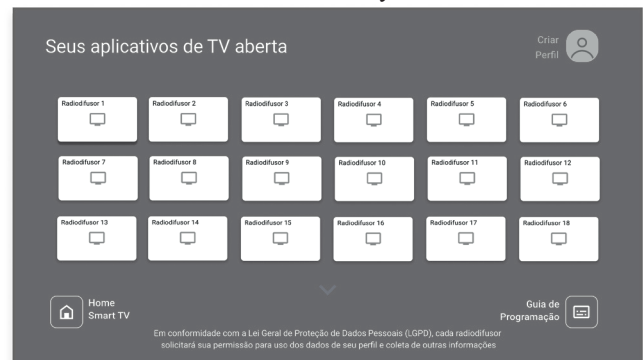 Seus aplicativos de TV aberta
Criar
Perfil
Radiodifusor 1
Radiodifusor 2
Radiodifusor 3
Radiodifusor 4
Radiodifusor 5
Radiodifusor 6
Radiodifusor 7
Radiodifusor 8
Radiodifusor 9
Radiodifusor 10
Radiodifusor 11
Radiodifusor 12
Radiodifusor 13
Radiodifusor 14
Radiodifusor 15
Radiodifusor 16
Radiodifusor 17
Radiodifusor 18
Home
Smart TV
Guia de
Programação
Em conformidade com a Lei Geral de Proteção de Dados Pessoais (LGPD), cada radiodifusor
solicitará sua permissão para uso dos dados de seu perfil e coleta de outras informações